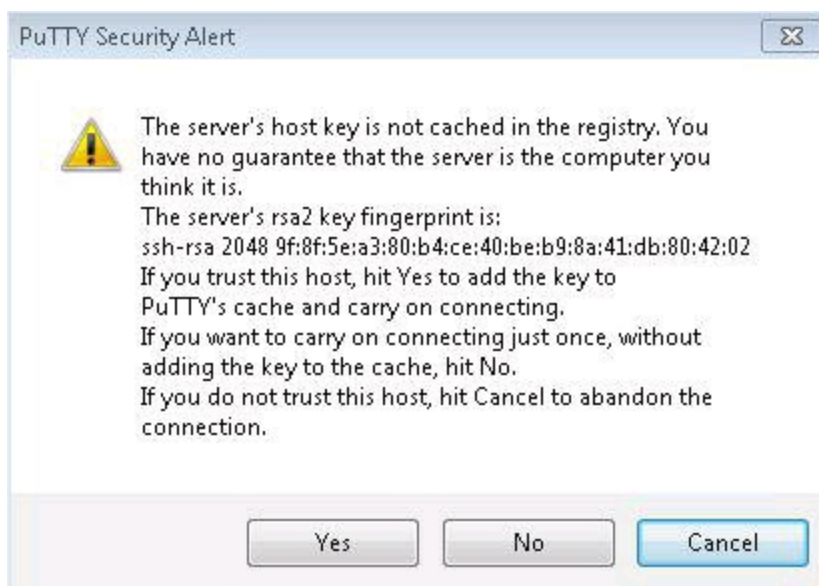 PuTTY Security Alert
The server's host key is not cached in the registry. You
have no guarantee that the server is the computer you
think it is.
The server's rsa2 key fingerprint is:
ssh-rsa 2048 9f:8f:5e:a3:80:b4:ce:40:be:b9:8a:41:db:80:42:02
If you trust this host, hit Yes to add the key to
PuTTY's cache and carry on connecting.
If you want to carry on connecting just once, without
adding the key to the cache, hit No.
If you do not trust this host, hit Cancel to abandon the
connection.
Yes No Cancel